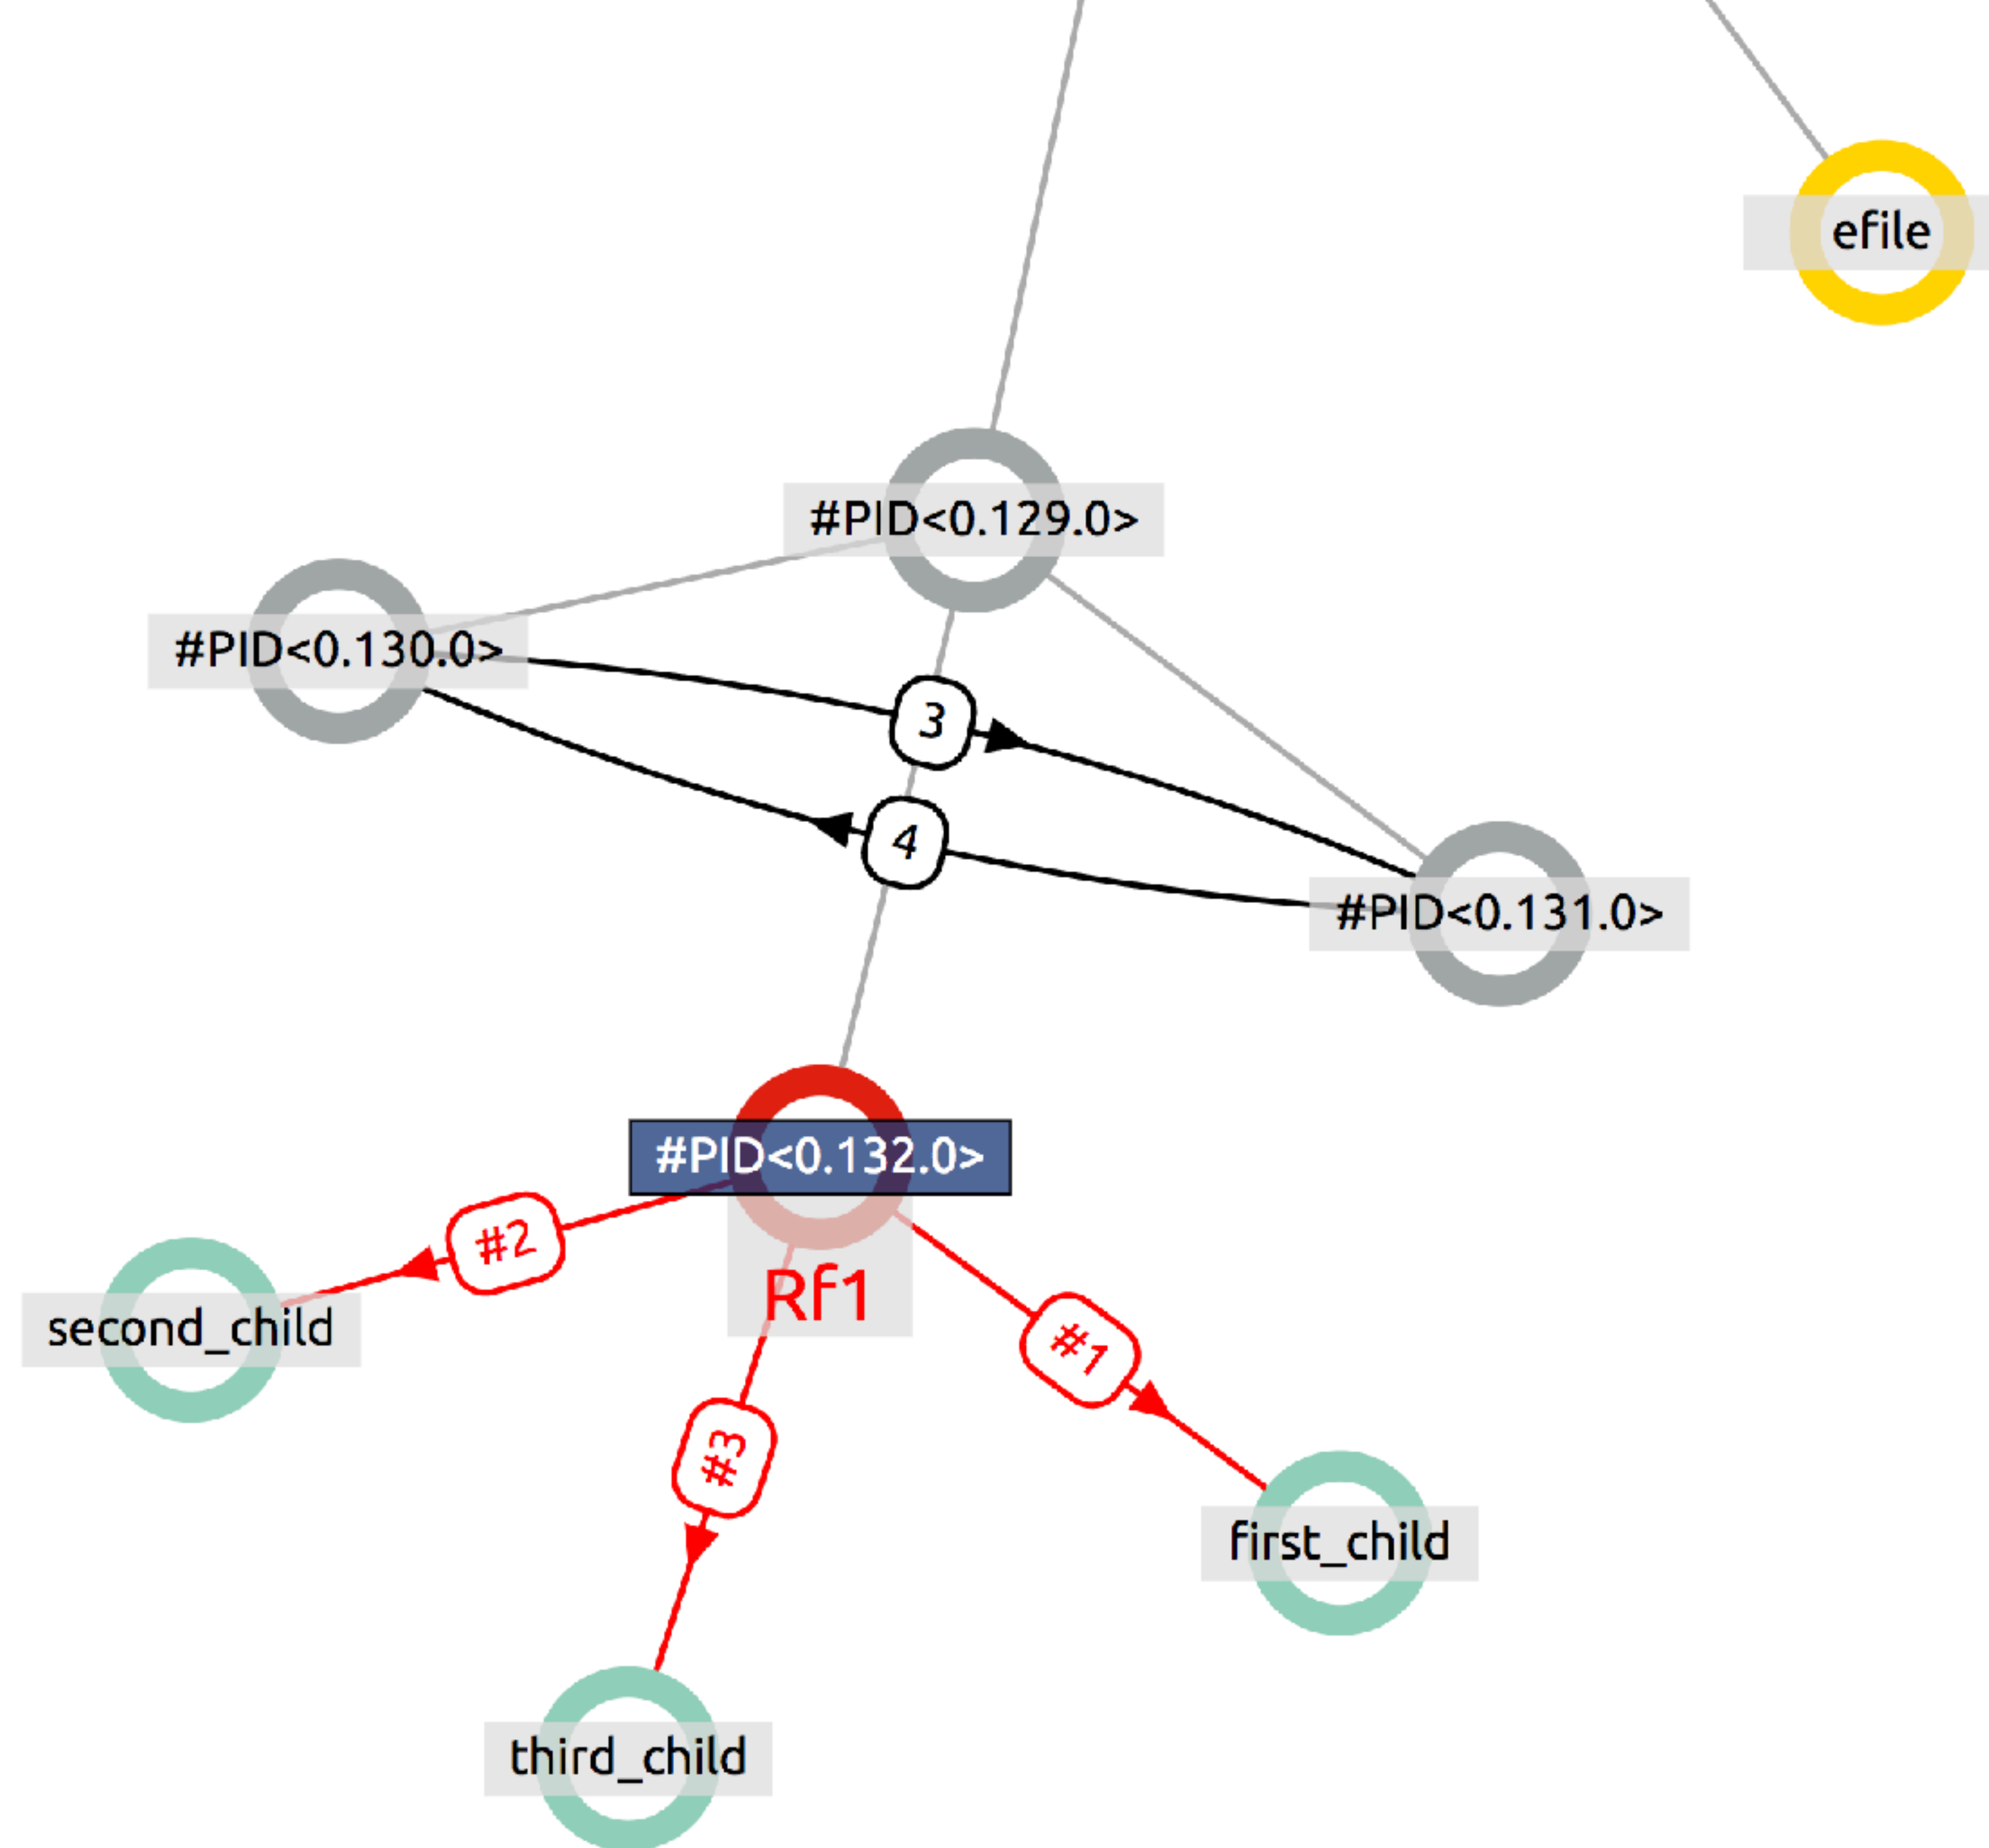 efile
#PID<0.129.0>
#PID<0.130.0>
3
4
#PID<0.131.0>
#PID<0.132.0>
#2
Rf1
second_child
#1
#3
first_child
third_child